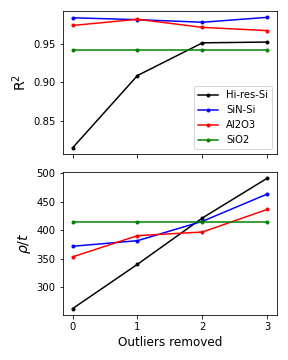 0.95
0.90
0.85
R²
Hi-res-Si
SiN-Si
Al2O3
SiO2
500
450
400
350
300
ρ/t
0 1 2 3
Outliers removed